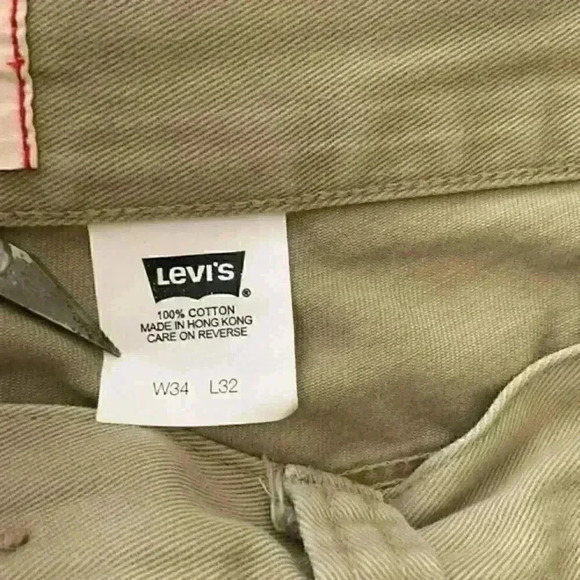 Levi's ®
100% COTTON
MADE IN HONG KONG
CARE ON REVERSE
W34 L32